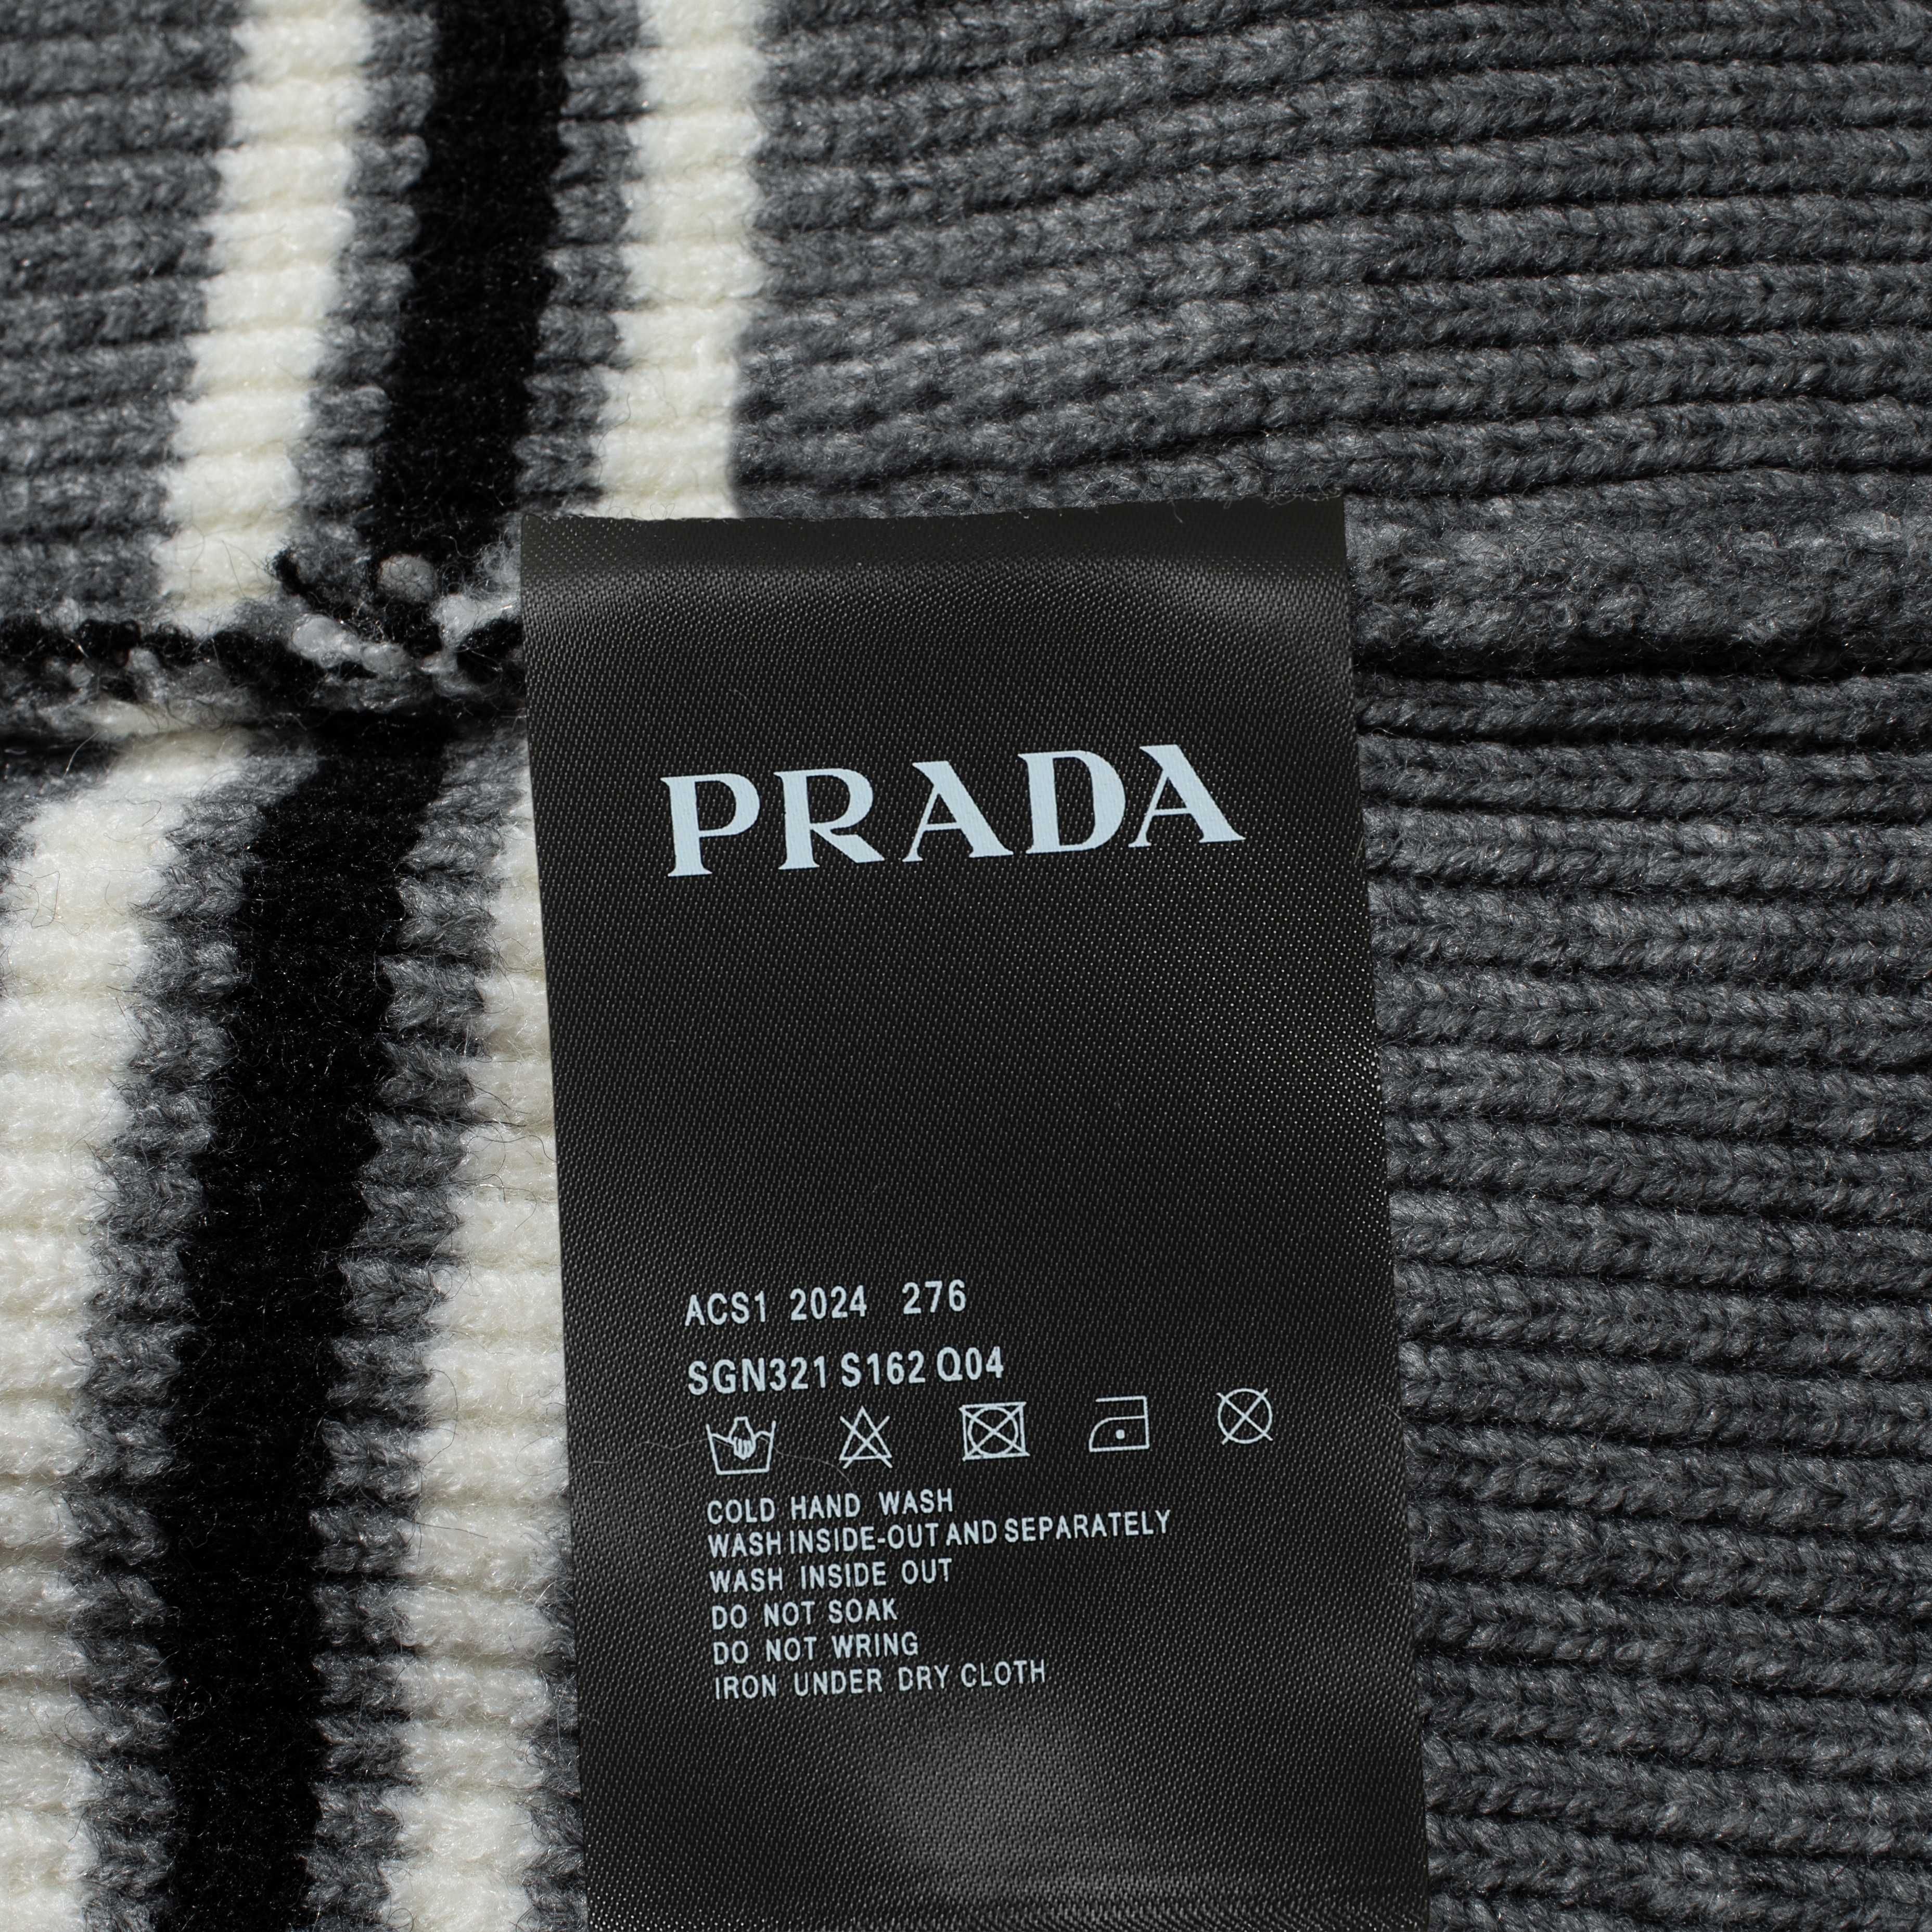 PRADA
ACS1 2024 276
SGN321 S162 Q04
COLD HAND WASH
WASH INSIDE-OUT AND SEPARATELY
WASH INSIDE OUT
DO NOT SOAK
DO NOT WRING
IRON UNDER DRY CLOTH